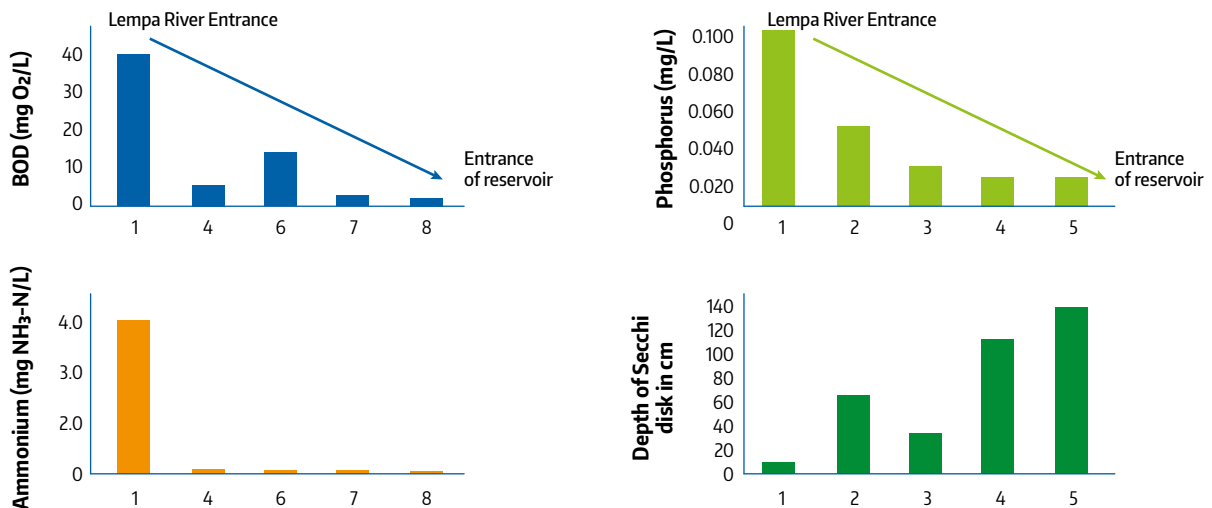 Lempa River Entrance
BOD (mg O₂/L)
40
30
20
10
0
Entrance
of reservoir
1 4 6 7 8
Lempa River Entrance
Phosphorus (mg/L)
0.100
0.080
0.060
0.040
0.020
0
Entrance
of reservoir
1 2 3 4 5
Ammonium (mg NH₃-N/L)
4.0
3.0
2.0
0
1 4 6 7 8
Depth of Secchi
disk in cm
140
120
100
80
60
40
20
0
1 2 3 4 5